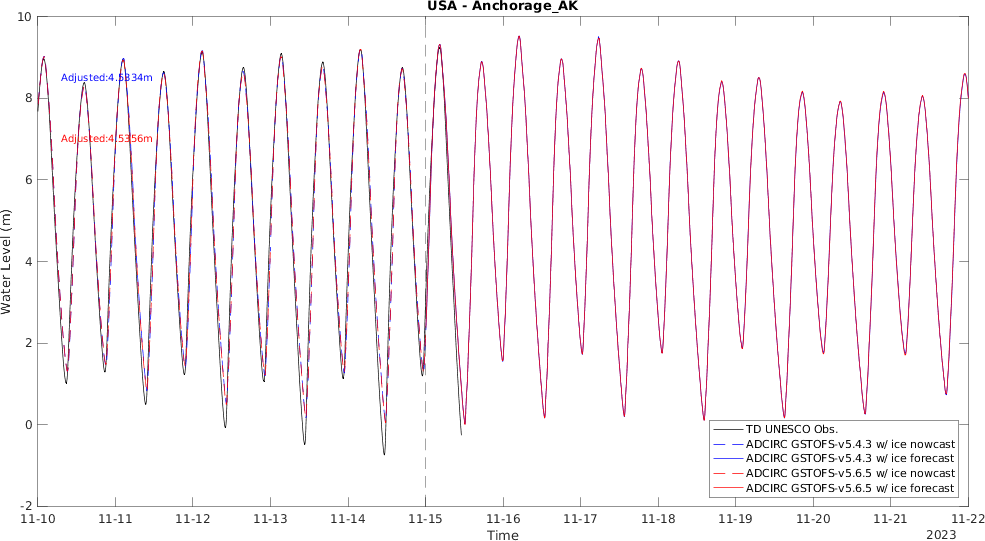 USA - Anchorage_AK
10
8
6
4
2
0
-2
Water Level (m)
Adjusted:4.5334m
Adjusted:4.5356m
TD UNESCO Obs.
ADCIRC GSTOFS-v5.4.3 w/ ice nowcast
ADCIRC GSTOFS-v5.4.3 w/ ice forecast
ADCIRC GSTOFS-v5.6.5 w/ ice nowcast
ADCIRC GSTOFS-v5.6.5 w/ ice forecast
11-10 11-11 11-12 11-13 11-14 11-15 11-16 11-17 11-18 11-19 11-20 11-21 11-22
Time
2023